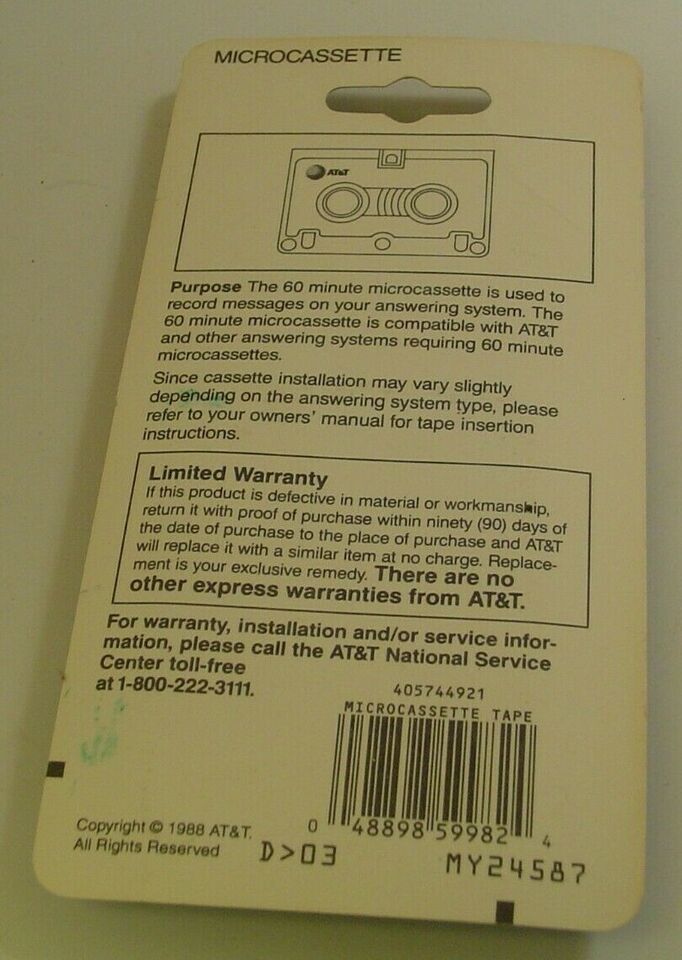 MICROCASSETTE
AT&T
Purpose The 60 minute microcassette is used to
record messages on your answering system. The
60 minute microcassette is compatible with AT&T
and other answering systems requiring 60 minute
microcassettes.
Since cassette installation may vary slightly
depending on the answering system type, please
refer to your owners' manual for tape insertion
instructions.
Limited Warranty
If this product is defective in material or workmanship,
return it with proof of purchase within ninety (90) days of
the date of purchase to the place of purchase and AT&T
will replace it with a similar item at no charge. Replace-
ment is your exclusive remedy. There are no
other express warranties from AT&T.
For warranty, installation and/or service infor-
mation, please call the AT&T National Service
Center toll-free
at 1-800-222-3111.
405744921
MICROCASSETTE TAPE
0 48898 59982 4
Copyright © 1988 AT&T.
All Rights Reserved
D>03
MY24587